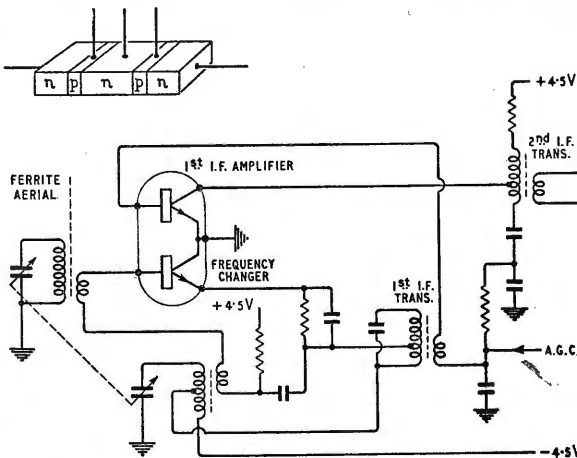 n p n p n
+4·5V
1st I.F. AMPLIFIER
2nd I.F.
TRANS.
FERRITE
AERIAL
FREQUENCY
CHANGER
1st I.F.
TRANS.
+4·5V
A.G.C.
-4·5V